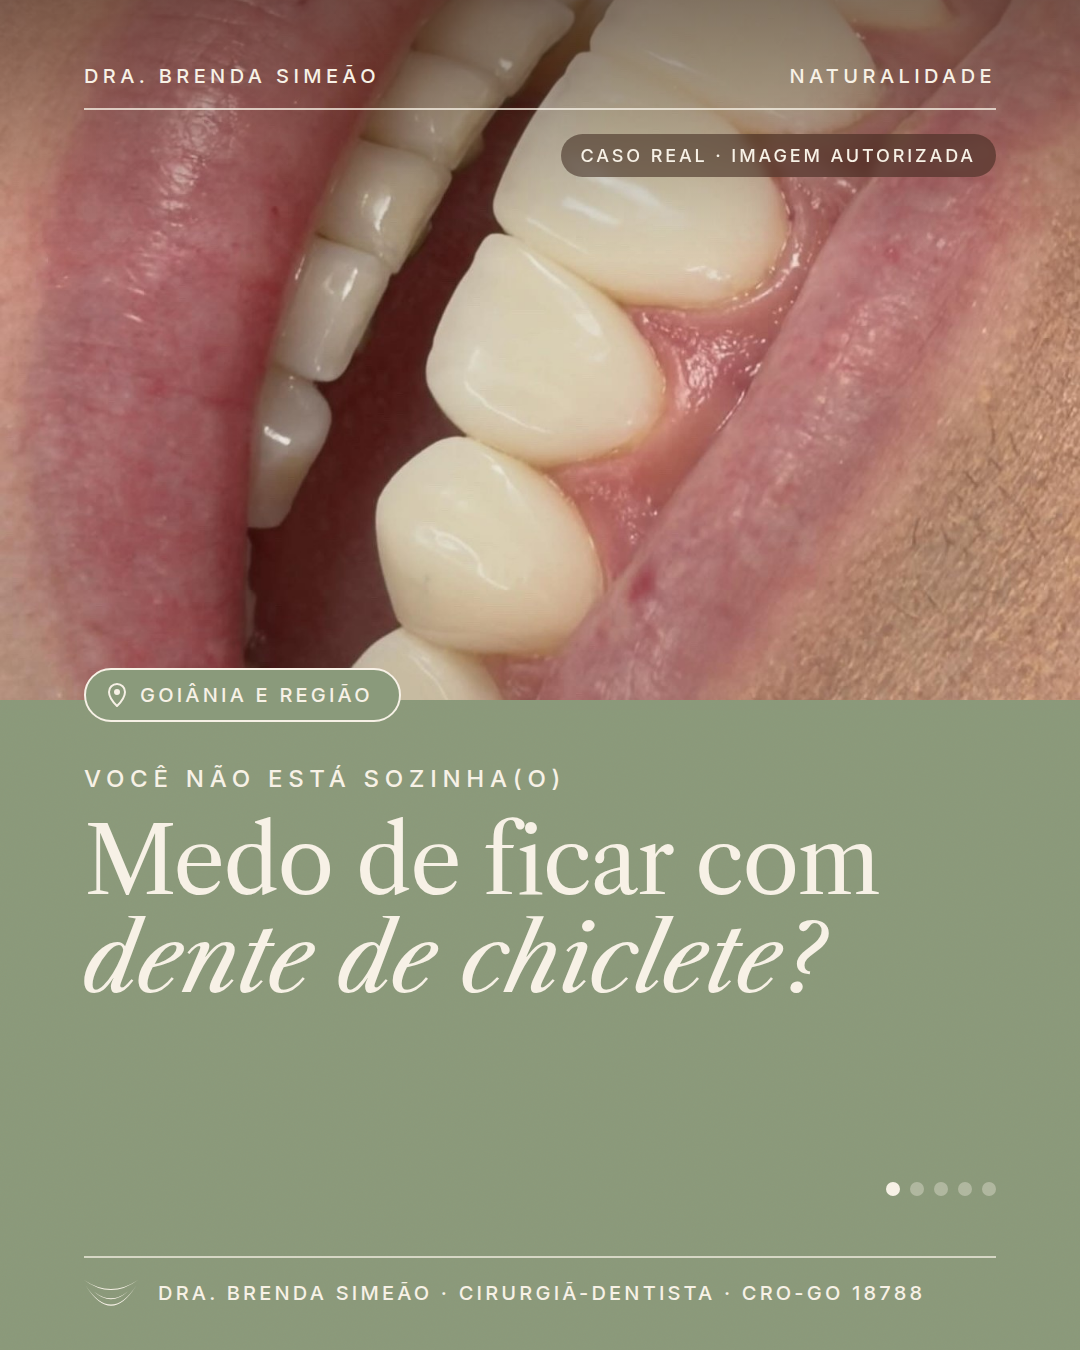 DRA. BRENDA SIMEÃO
NATURALIDADE
CASO REAL · IMAGEM AUTORIZADA
GOIÂNIA E REGIÃO
VOCÊ NÃO ESTÁ SOZINHA(O)
Medo de ficar com
dente de chiclete?
DRA. BRENDA SIMEÃO · CIRURGIÃ-DENTISTA · CRO-GO 18788